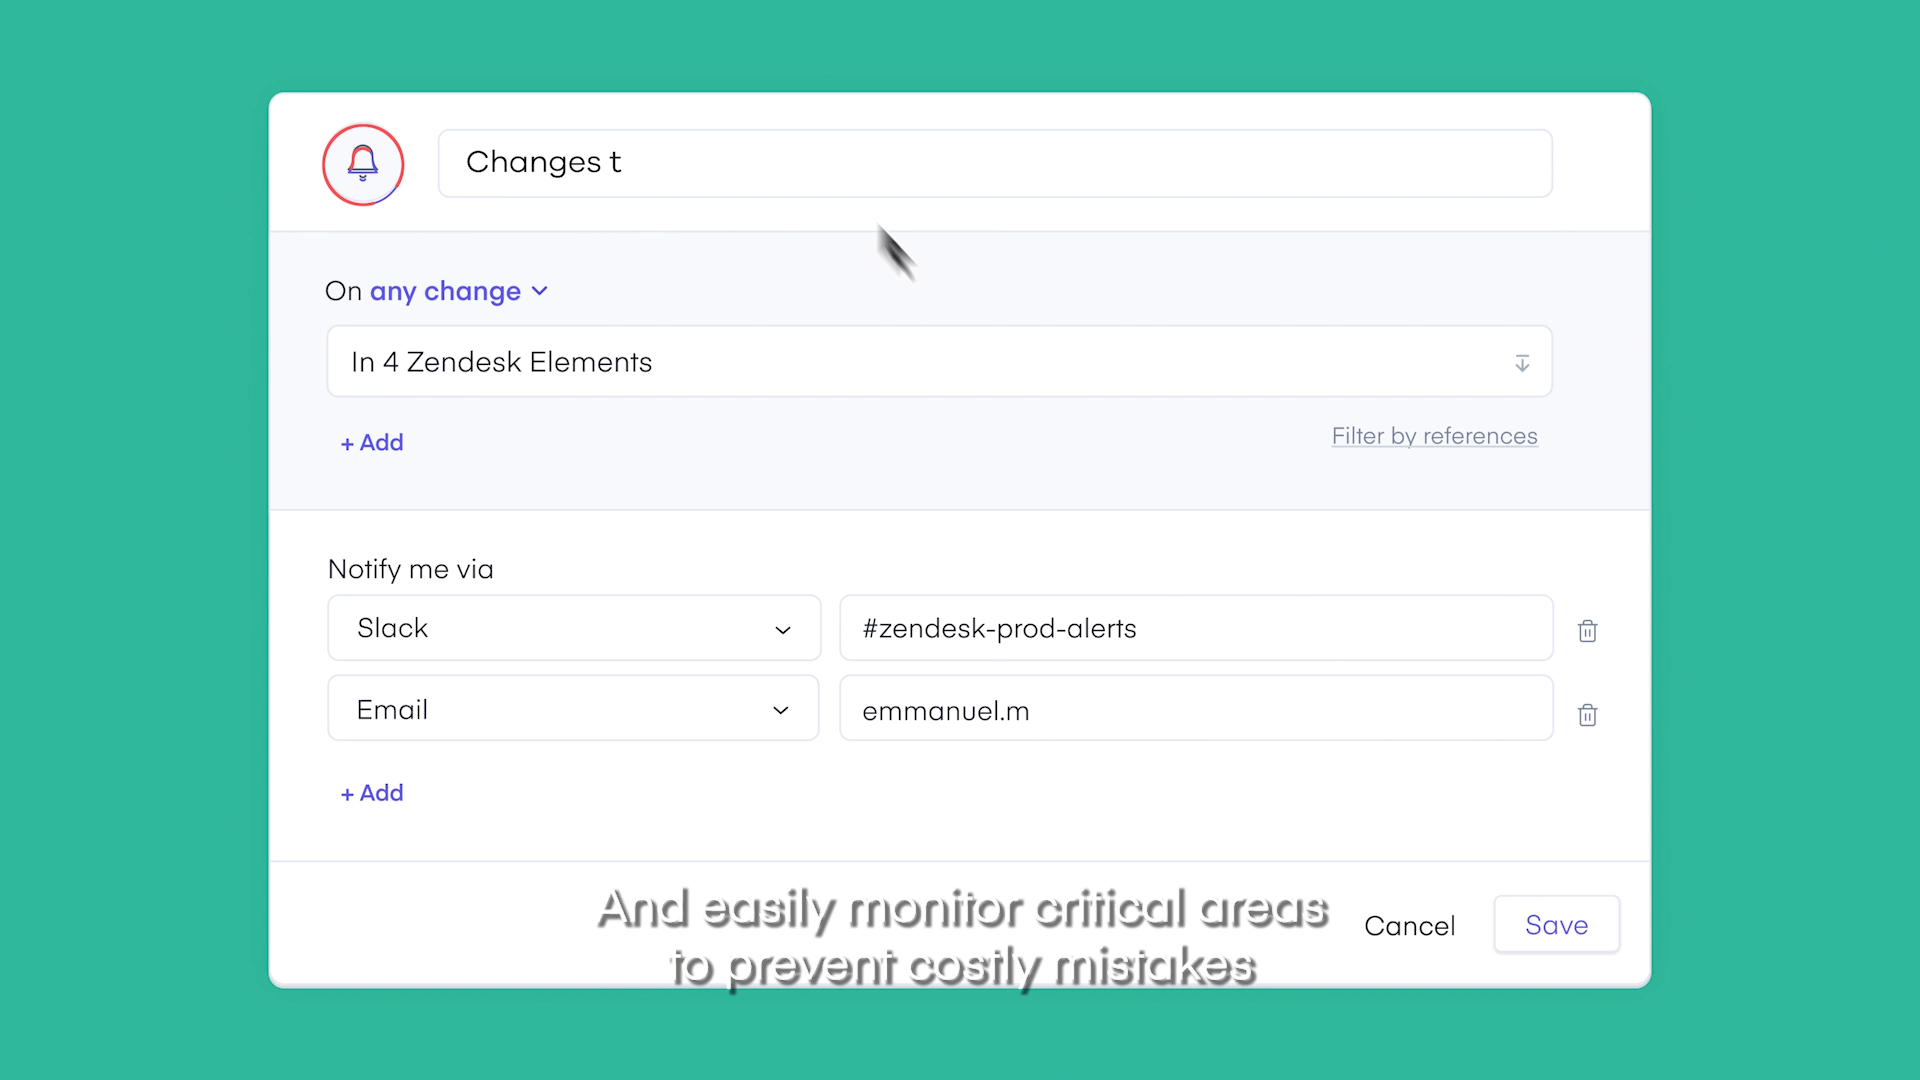 Changes t
On any change
In 4 Zendesk Elements
+ Add
Filter by references
Notify me via
Slack
#zendesk-prod-alerts
Email
emmanuel.m
+ Add
And easily monitor critical areas
to prevent costly mistakes
Cancel
Save